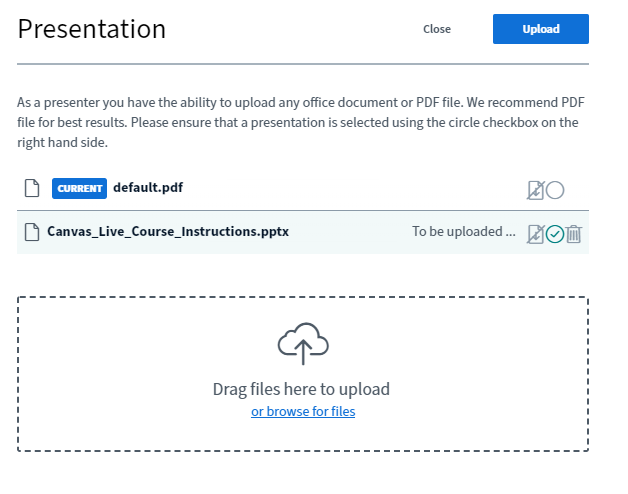 Presentation
Close
Upload
As a presenter you have the ability to upload any office document or PDF file. We recommend PDF
file for best results. Please ensure that a presentation is selected using the circle checkbox on the
right hand side.
CURRENT default.pdf
Canvas_Live_Course_Instructions.pptx To be uploaded ...
Drag files here to upload
or browse for files